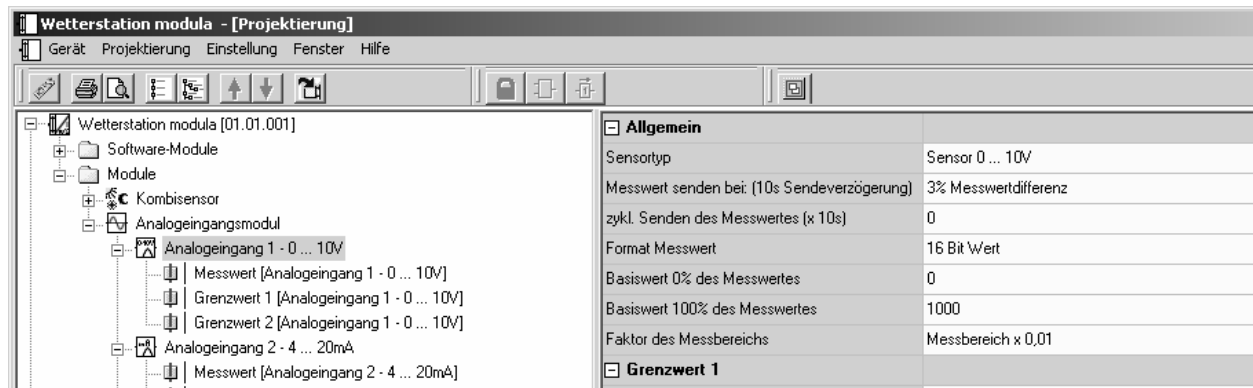 Wetterstation modula - [Projektierung]
Gerät Projektierung Einstellung Fenster Hilfe
Wetterstation modula [01.01.001]
Software-Module
Module
Kombisensor
Analogeingangsmodul
Analogeingang 1 - 0 ... 10V
Messwert [Analogeingang 1 - 0 ... 10V]
Grenzwert 1 [Analogeingang 1 - 0 ... 10V]
Grenzwert 2 [Analogeingang 1 - 0 ... 10V]
Analogeingang 2 - 4 ... 20mA
Messwert [Analogeingang 2 - 4 ... 20mA]
Allgemein
Sensortyp Sensor 0 ... 10V
Messwert senden bei: (10s Sendeverzögerung) 3% Messwertdifferenz
zykl. Senden des Messwertes (x 10s) 0
Format Messwert 16 Bit Wert
Basiswert 0% des Messwertes 0
Basiswert 100% des Messwertes 1000
Faktor des Messbereichs Messbereich x 0,01
Grenzwert 1